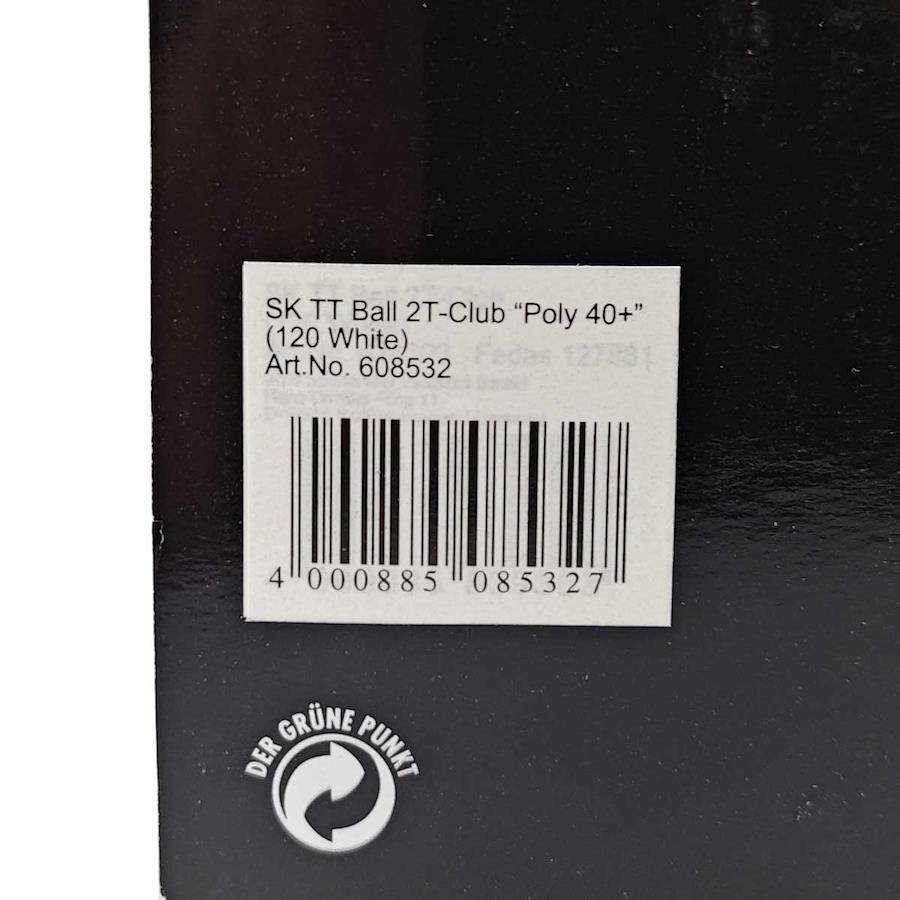 SK TT Ball 2T-Club “Poly 40+”
(120 White)
Art.No. 608532
4 000885 085327
DER GRÜNE PUNKT